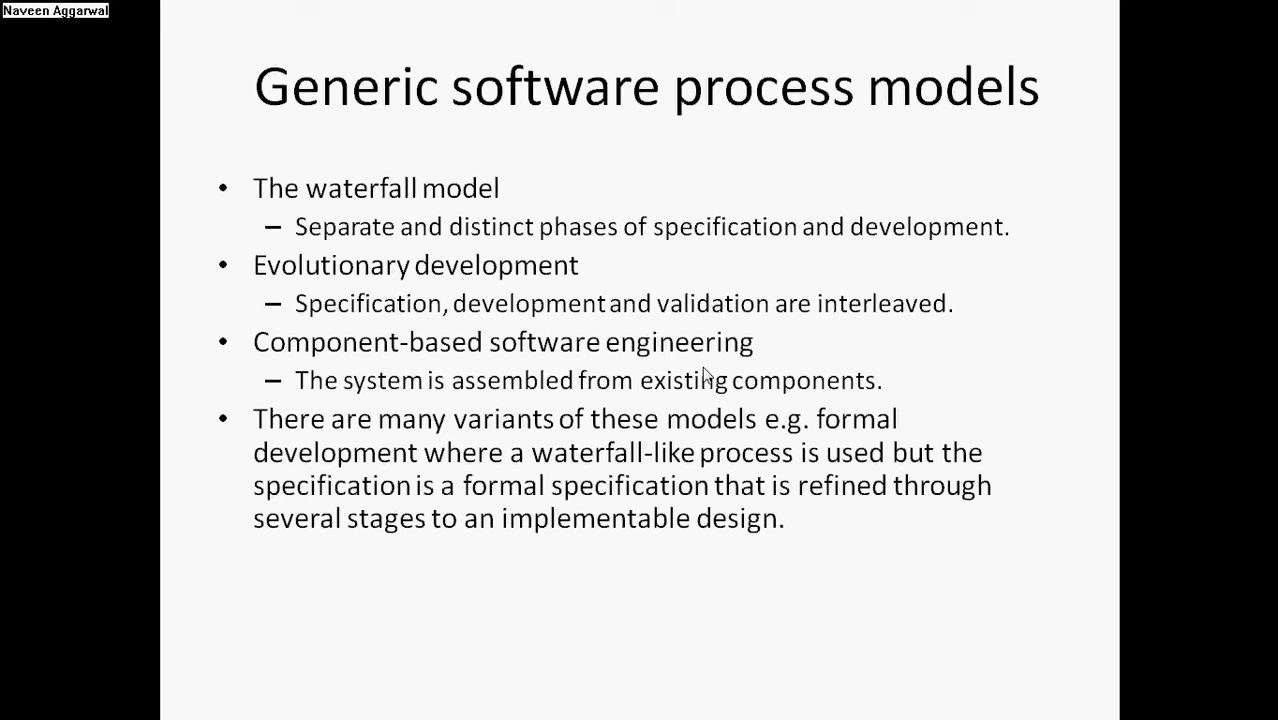 Naveen Aggarwal
Generic software process models
• The waterfall model
– Separate and distinct phases of specification and development.
• Evolutionary development
– Specification, development and validation are interleaved.
• Component-based software engineering
– The system is assembled from existing components.
• There are many variants of these models e.g. formal
development where a waterfall-like process is used but the
specification is a formal specification that is refined through
several stages to an implementable design.